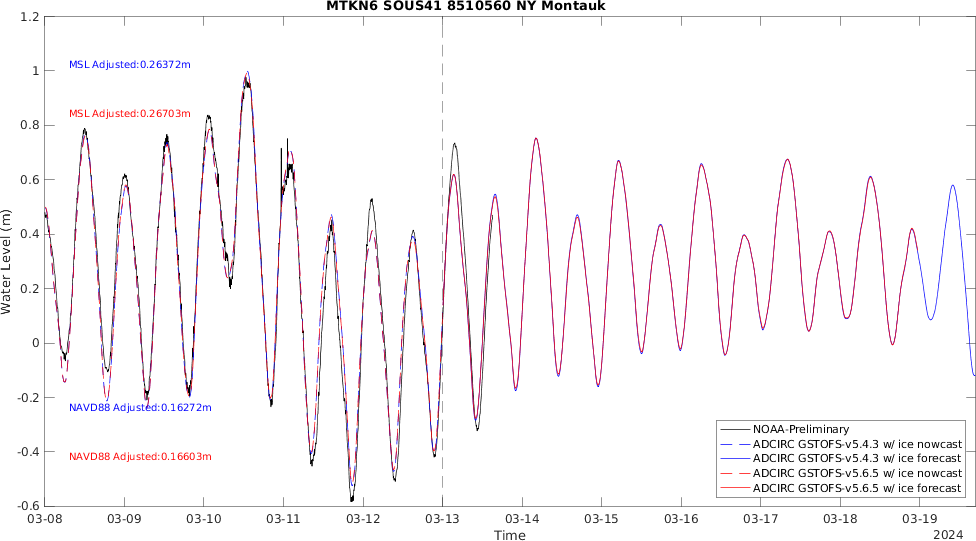 MTKN6 SOUS41 8510560 NY Montauk
1.2
1
0.8
0.6
0.4
0.2
0
-0.2
-0.4
-0.6
Water Level (m)
MSL Adjusted:0.26372m
MSL Adjusted:0.26703m
NAVD88 Adjusted:0.16272m
NAVD88 Adjusted:0.16603m
NOAA-Preliminary
ADCIRC GSTOFS-v5.4.3 w/ ice nowcast
ADCIRC GSTOFS-v5.4.3 w/ ice forecast
ADCIRC GSTOFS-v5.6.5 w/ ice nowcast
ADCIRC GSTOFS-v5.6.5 w/ ice forecast
03-08 03-09 03-10 03-11 03-12 03-13 03-14 03-15 03-16 03-17 03-18 03-19
Time
2024